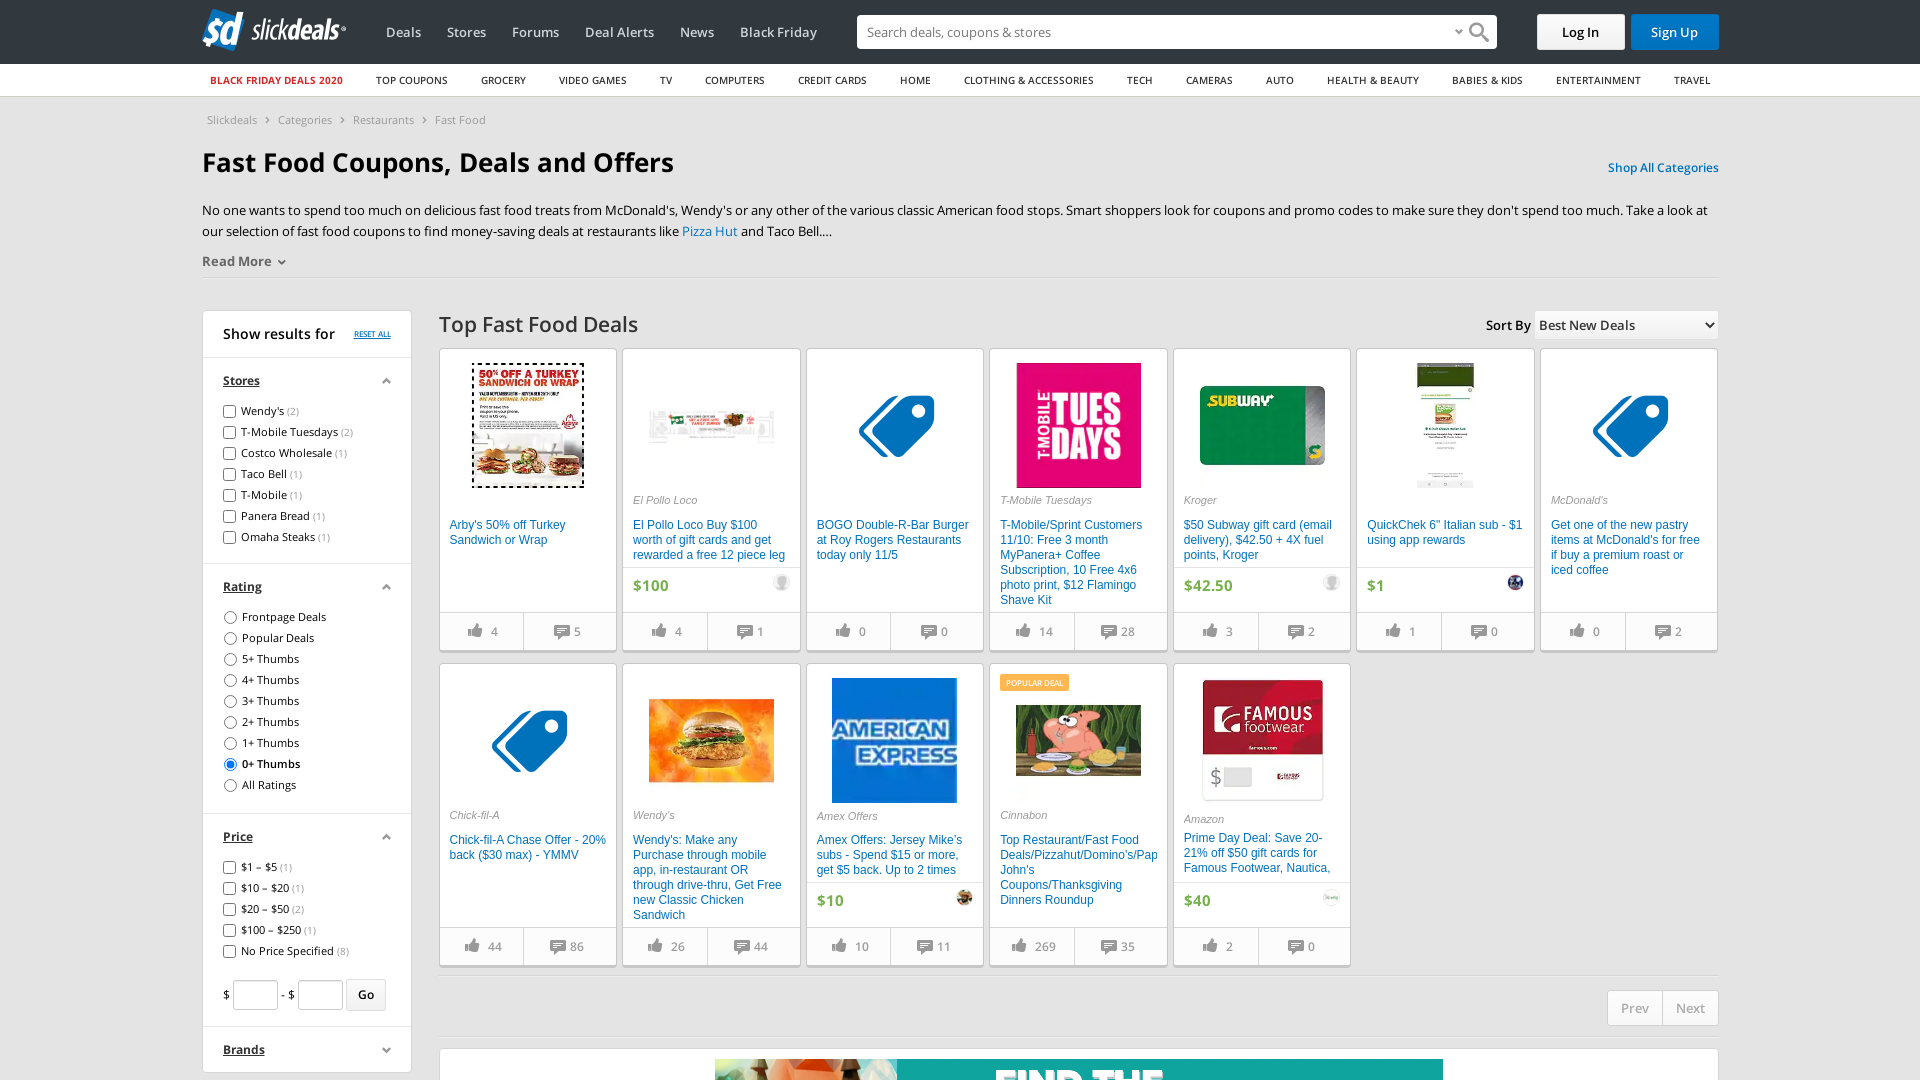 slickdeals
Deals
Stores
Forums
Deal Alerts
News
Black Friday
Search deals, coupons & shopping
Log In
Sign Up
BLACK FRIDAY DEALS 2020
TOP COUPONS
GROCERY
VIDEO GAMES
TV
COMPUTERS
CREDIT CARDS
HOME
CLOTHING & ACCESSORIES
TECH
CAMERAS
AUTO
HEALTH & BEAUTY
BABIES & KIDS
ENTERTAINMENT
TRAVEL
Slickdeals > Categories > Restaurants > Fast Food
Fast Food Coupons, Deals and Offers
Shop All Categories
No one wants to spend too much on delicious fast food treats from McDonald's, Wendy's or any other of the various classic American food stops. Smart shoppers look for coupons and promo codes to make sure they don't spend too much. Take a look at
our selection of fast food coupons to find money-saving deals at restaurants like Pizza Hut and Taco Bell....
Read More
Show results for
RESET ALL
Stores
Wendy's (2)
T-Mobile Tuesdays (2)
Costco Wholesale (1)
Taco Bell (1)
T-Mobile (1)
Panera Bread (1)
Omaha Steaks (1)
Rating
Frontpage Deals
Popular Deals
5+ Thumbs
4+ Thumbs
3+ Thumbs
2+ Thumbs
1+ Thumbs
0+ Thumbs
All Ratings
Price
$1 – $5 (1)
$10 – $20 (1)
$20 – $50 (2)
$100 – $250 (1)
No Price Specified (8)
$ - $ Go
Brands
Top Fast Food Deals
Sort By Best New Deals
50% OFF A TURKEY
SANDWICH OR WRAP
Arby's 50% off Turkey
Sandwich or Wrap
4
5
El Pollo Loco
El Pollo Loco Buy $100
worth of gift cards and get
rewarded a free 12 piece leg
$100
4
1
BOGO Double-R-Bar Burger
at Roy Rogers Restaurants
today only 11/5
0
0
T-MOBILE
TUES
DAYS
T-Mobile Tuesdays
T-Mobile/Sprint Customers
11/10: Free 3 month
MyPanera+ Coffee
Subscription, 10 Free 4x6
photo print, $12 Flamingo
Shave Kit
14
28
SUBWAY
Kroger
$50 Subway gift card (email
delivery), $42.50 + 4X fuel
points, Kroger
$42.50
3
2
QuickChek 6" Italian sub - $1
using app rewards
$1
1
0
McDonald's
Get one of the new pastry
items at McDonald's for free
if buy a premium roast or
iced coffee
0
2
Chick-fil-A
Chick-fil-A Chase Offer - 20%
back ($30 max) - YMMV
44
86
Wendy's
Wendy's: Make any
Purchase through mobile
app, in-restaurant OR
through drive-thru, Get Free
new Classic Chicken
Sandwich
26
44
AMERICAN
EXPRESS
Amex Offers
Amex Offers: Jersey Mike's
subs - Spend $15 or more,
get $5 back. Up to 2 times
$10
10
11
POPULAR DEAL
Cinnabon
Top Restaurant/Fast Food
Deals/Pizzahut/Domino's/Pap
John's
Coupons/Thanksgiving
Dinners Roundup
269
35
FAMOUS
footwear.
famous.com
$
Amazon
Prime Day Deal: Save 20-
21% off $50 gift cards for
Famous Footwear, Nautica,
$40
2
0
Prev
Next
FIND THE